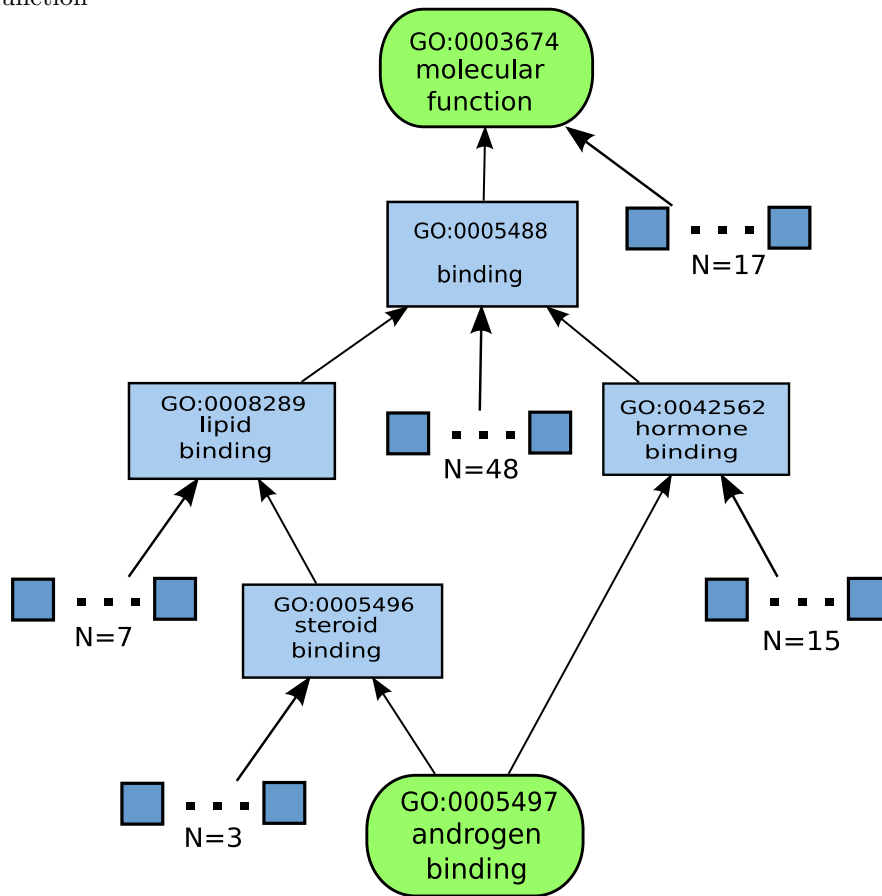 GO:0003674
molecular
function
N=17
GO:0005488
binding
GO:0008289
lipid
binding
N=48
GO:0042562
hormone
binding
N=7
GO:0005496
steroid
binding
N=15
N=3
GO:0005497
androgen
binding